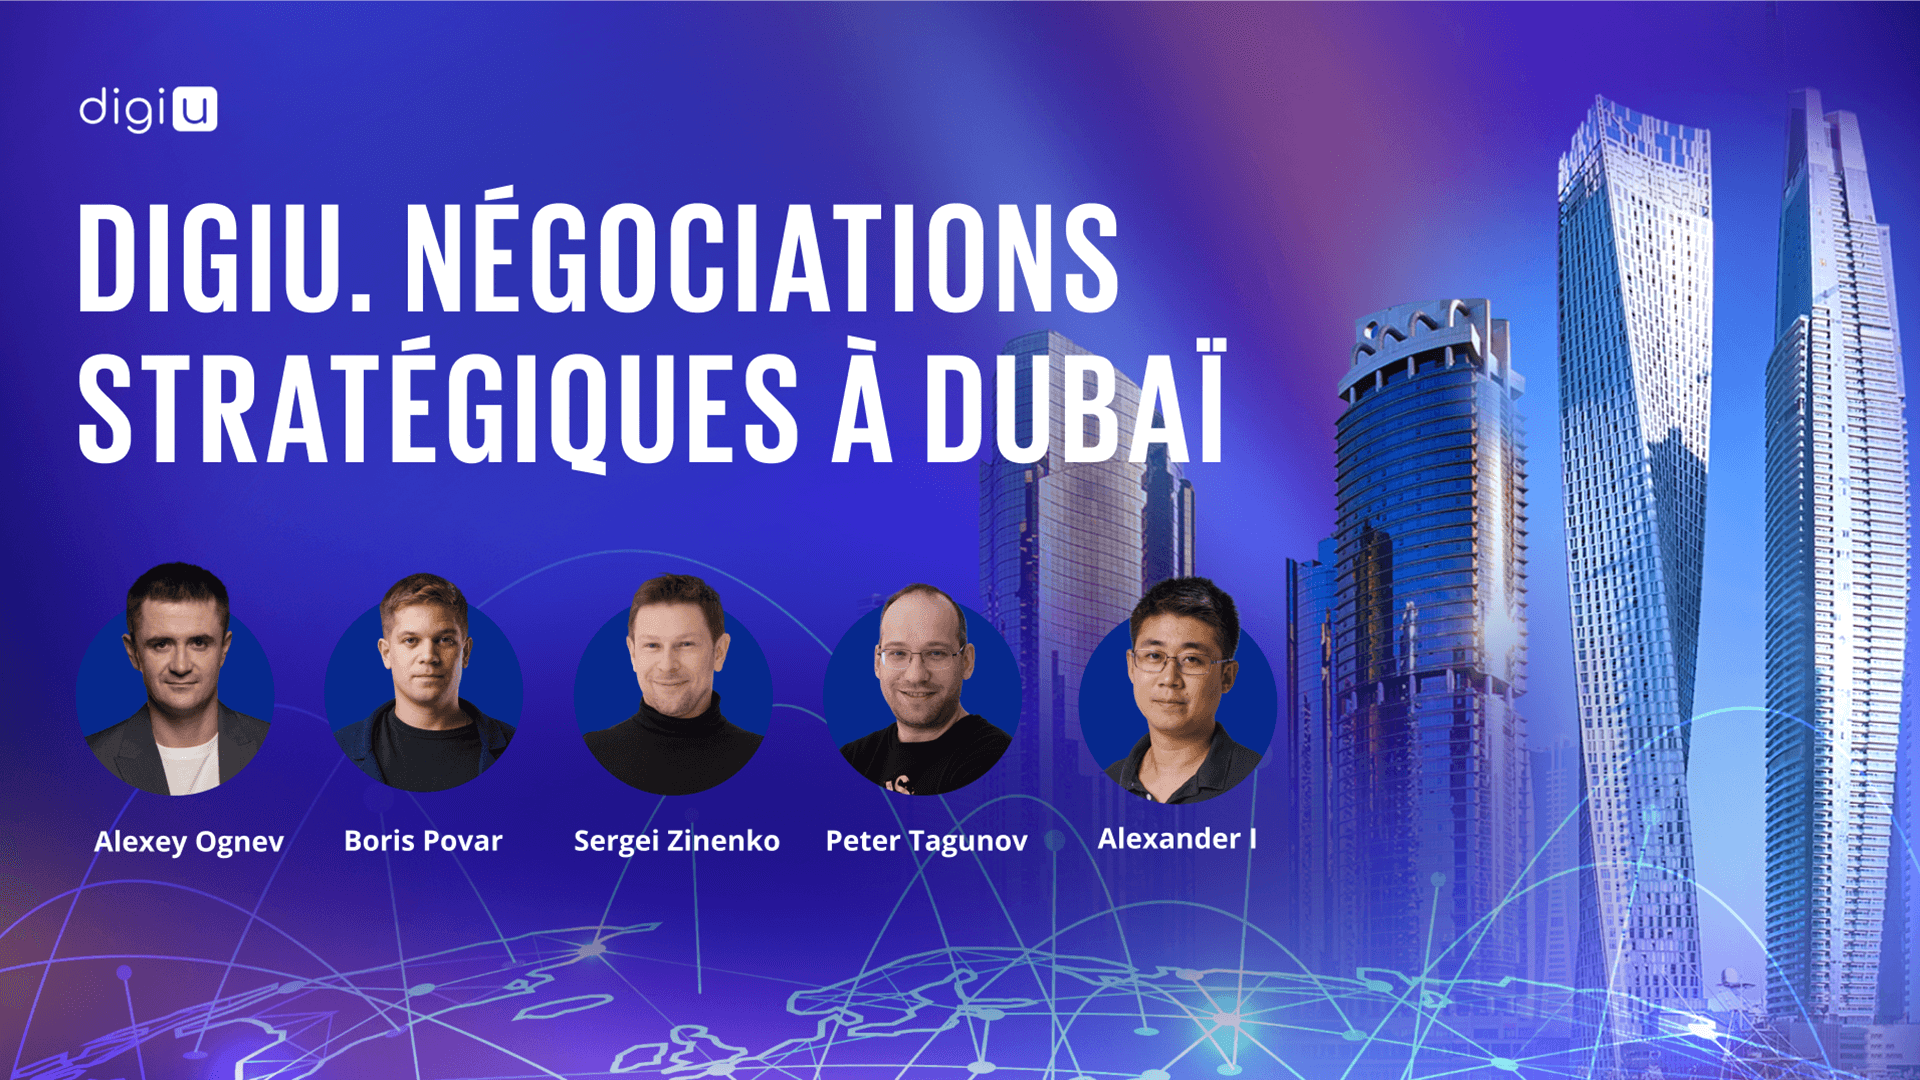 digiu
DIGIU. NÉGOCIATIONS
STRATÉGIQUES À DUBAÏ
Alexey Ognev
Boris Povar
Sergei Zinenko
Peter Tagunov
Alexander I